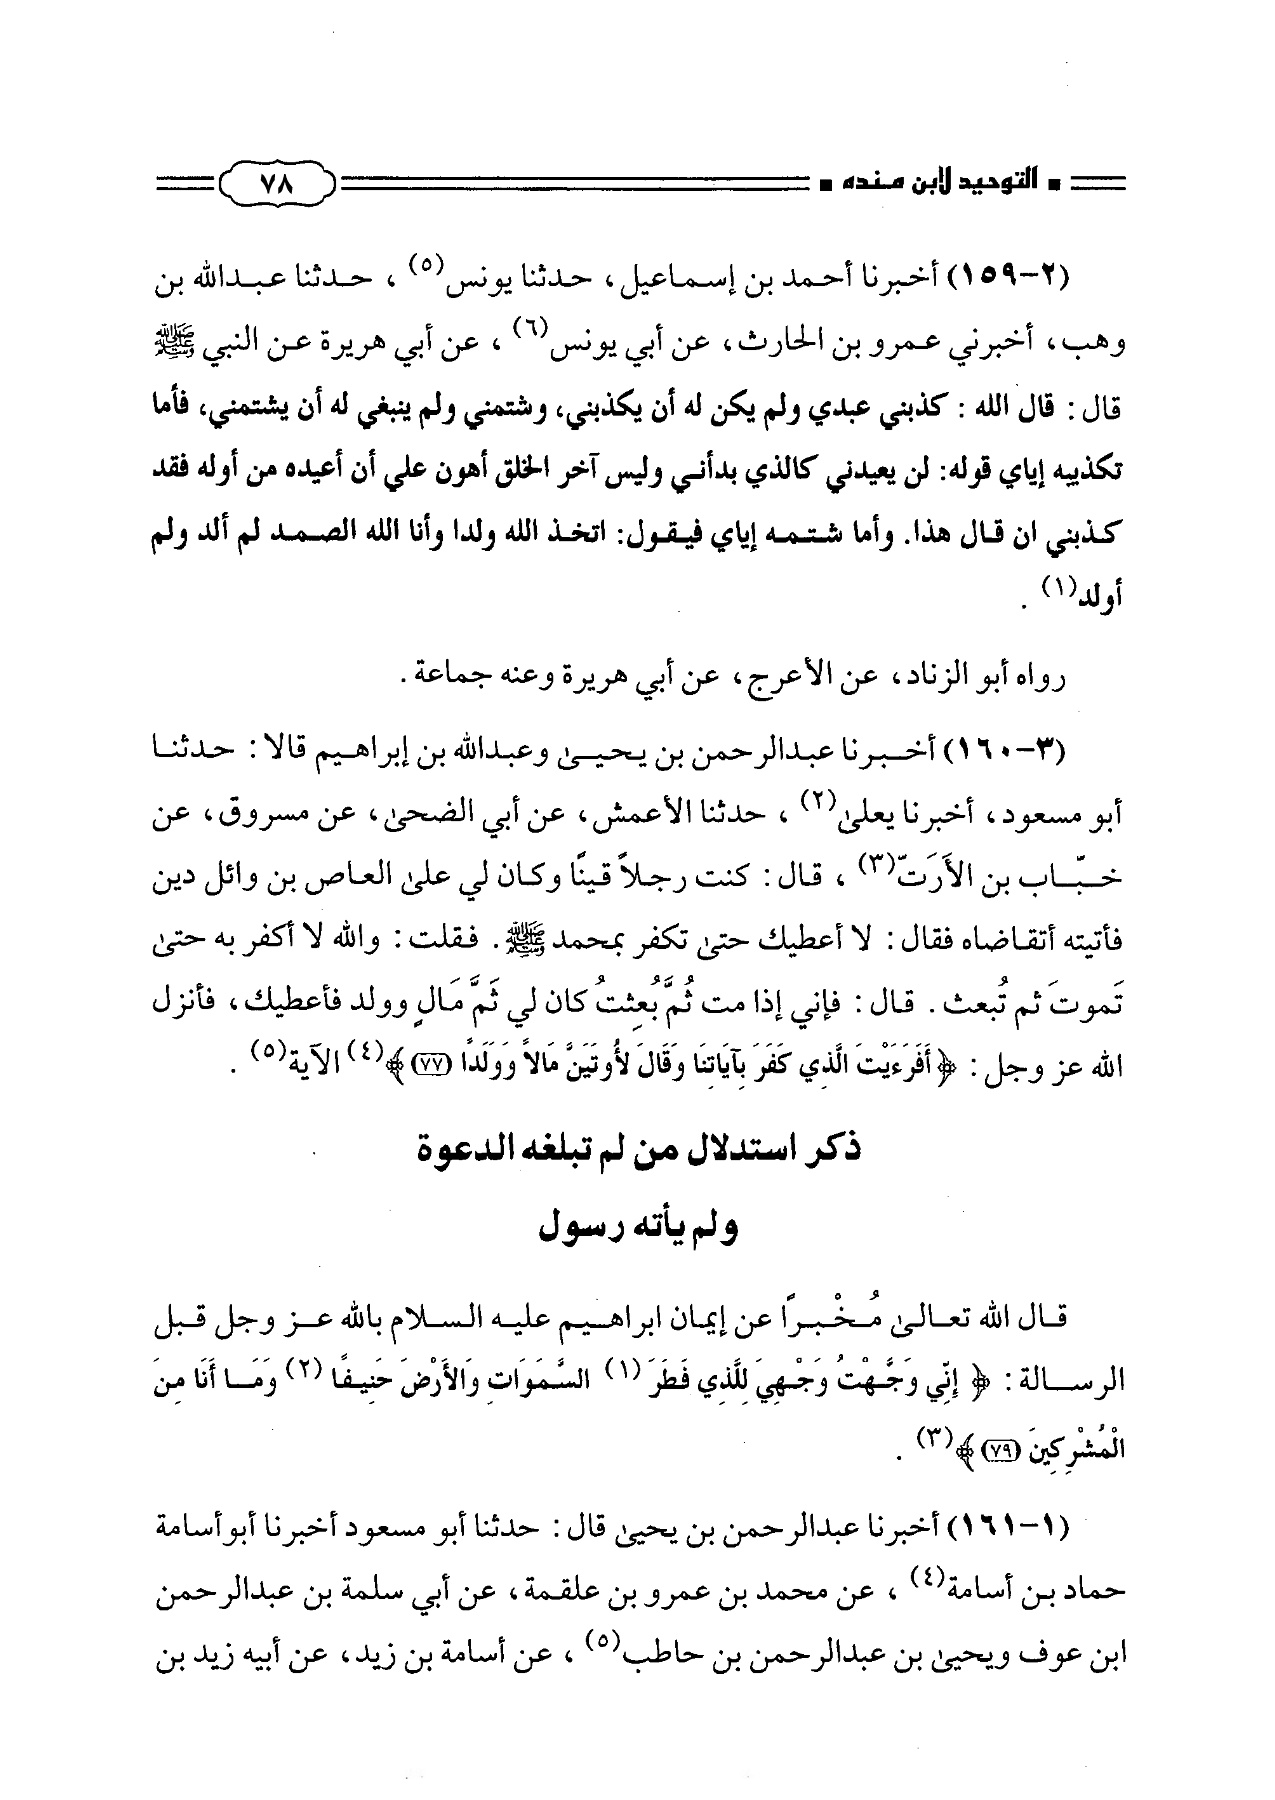 ▪ التوحيد لابن منده ▪ ٧٨
(٢-١٥٩) أخبرنا أحمد بن إسماعيل، حدثنا يونس(٥)، حدثنا عبدالله بن
وهب، أخبرني عمرو بن الحارث، عن أبي يونس(٦)، عن أبي هريرة عن النبي ﷺ
قال: قال الله: كذبني عبدي ولم يكن له أن يكذبني، وشتمني ولم ينبغي له أن يشتمني، فأما
تكذيبه إياي قوله: لن يعيدني كالذي بدأني وليس آخر الخلق أهون علي أن أعيده من أوله فقد
كذبني ان قال هذا. وأما شتمه إياي فيقول: اتخذ الله ولدا وأنا الله الصمد لم ألد ولم
أولد(١).
رواه أبو الزناد، عن الأعرج، عن أبي هريرة وعنه جماعة.
(٣-١٦٠) أخبرنا عبدالرحمن بن يحيىٰ وعبدالله بن إبراهيم قالا: حدثنا
أبو مسعود، أخبرنا يعلىٰ(٢)، حدثنا الأعمش، عن أبي الضحىٰ، عن مسروق، عن
خبّاب بن الأَرَتّ(٣)، قال: كنت رجلاً قينًا وكان لي علىٰ العاص بن وائل دين
فأتيته أتقاضاه فقال: لا أعطيك حتىٰ تكفر بمحمد ﷺ. فقلت: والله لا أكفر به حتىٰ
تَموتَ ثم تُبعث. قال: فإني إذا مت ثُمَّ بُعِثتُ كان لي ثَمَّ مَالٍ وولد فأعطيك، فأنزل
الله عز وجل: ﴿أَفَرَءَيْتَ الَّذِي كَفَرَ بِآيَاتِنَا وَقَالَ لأُوتَيَنَّ مَالاً وَوَلَدًا (٧٧)﴾(٤) الآية(٥).
ذكر استدلال من لم تبلغه الدعوة
ولم يأته رسول
قال الله تعالىٰ مُخْبرًا عن إيمان ابراهيم عليه السلام بالله عز وجل قبل
الرسالة: ﴿إِنِّي وَجَّهْتُ وَجْهِيَ لِلَّذِي فَطَرَ(١) السَّمَوَاتِ وَالأَرْضَ حَنِيفًا(٢) وَمَا أَنَا مِنَ
الْمُشْرِكِينَ (٧٩)﴾(٣).
(١-١٦١) أخبرنا عبدالرحمن بن يحيىٰ قال: حدثنا أبو مسعود أخبرنا أبو أسامة
حماد بن أسامة(٤)، عن محمد بن عمرو بن علقمة، عن أبي سلمة بن عبدالرحمن
ابن عوف ويحيىٰ بن عبدالرحمن بن حاطب(٥)، عن أسامة بن زيد، عن أبيه زيد بن